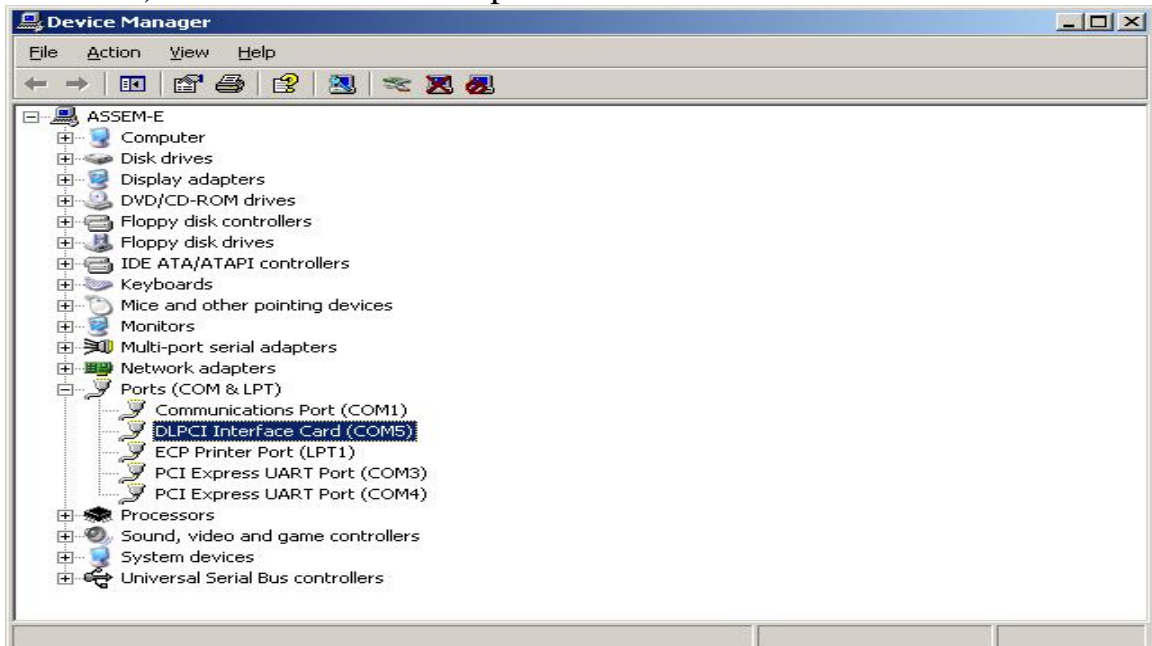 Device Manager
File Action View Help
ASSEM-E
Computer
Disk drives
Display adapters
DVD/CD-ROM drives
Floppy disk controllers
Floppy disk drives
IDE ATA/ATAPI controllers
Keyboards
Mice and other pointing devices
Monitors
Multi-port serial adapters
Network adapters
Ports (COM & LPT)
Communications Port (COM1)
DLPCI Interface Card (COM5)
ECP Printer Port (LPT1)
PCI Express UART Port (COM3)
PCI Express UART Port (COM4)
Processors
Sound, video and game controllers
System devices
Universal Serial Bus controllers